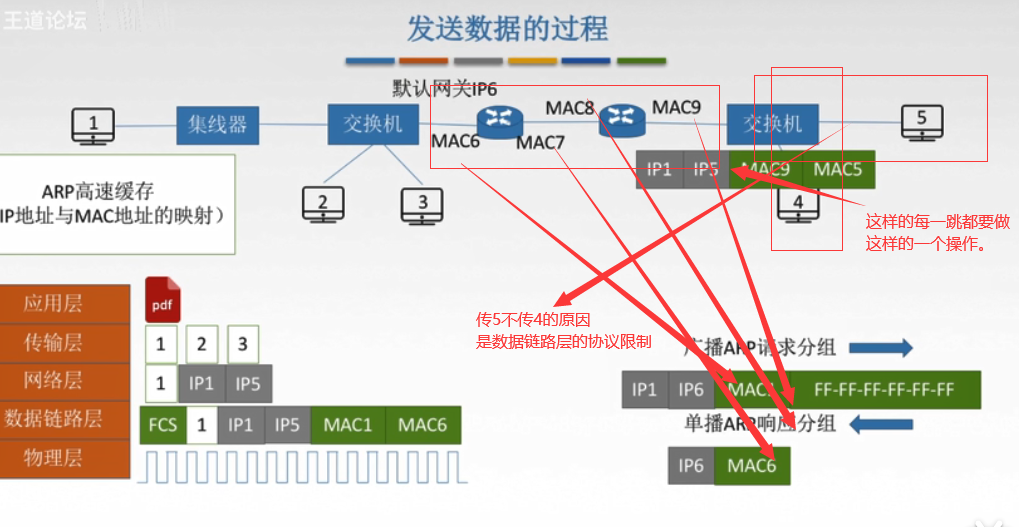 王道论坛
发送数据的过程
默认网关IP6
1
集线器
交换机
MAC6
MAC7
MAC8
MAC9
交换机
5
2
3
4
IP1 IP5 MAC9 MAC5
ARP高速缓存
IP地址与MAC地址的映射）
这样的每一跳都要做
这样的一个操作。
传5不传4的原因
是数据链路层的协议限制
应用层 pdf
传输层 1 2 3
网络层 1 IP1 IP5
数据链路层 FCS 1 IP1 IP5 MAC1 MAC6
物理层
广播ARP请求分组
IP1 IP6 FF-FF-FF-FF-FF-FF
单播ARP响应分组
IP6 MAC6